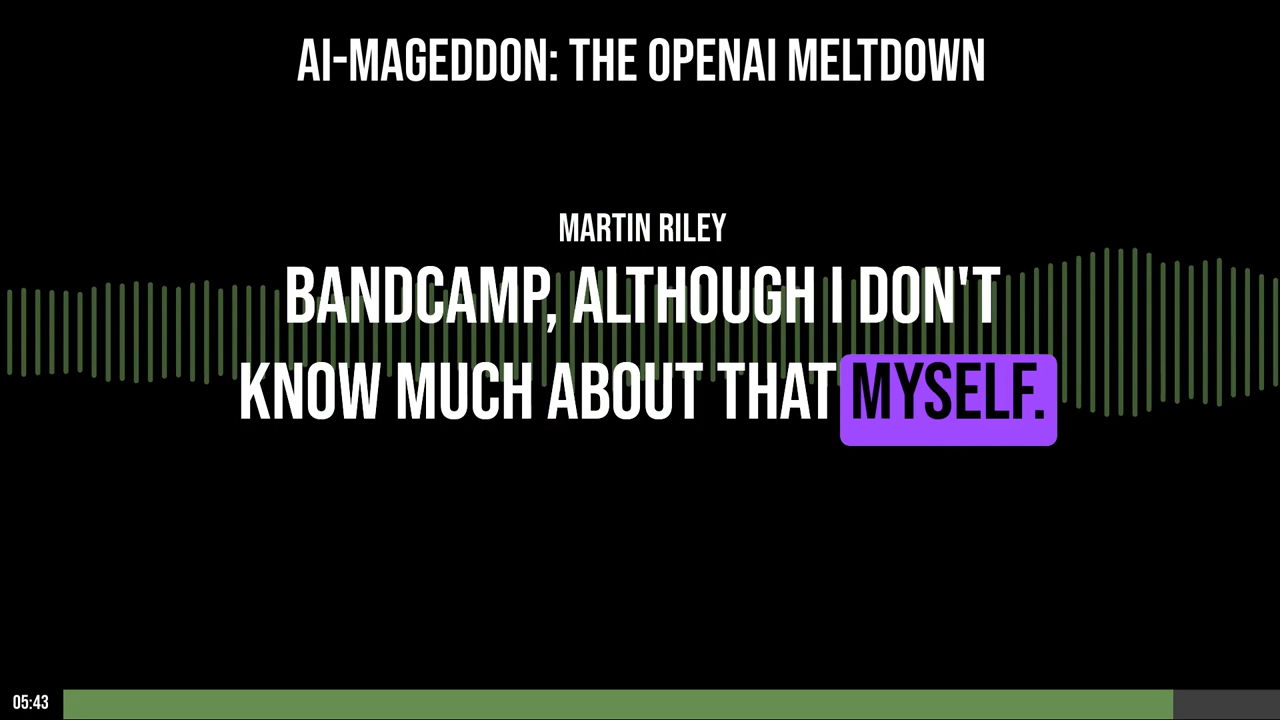 AI-MAGEDDON: THE OPENAI MELTDOWN
MARTIN RILEY
BANDCAMP, ALTHOUGH I DON'T
KNOW MUCH ABOUT THAT MYSELF.
05:43